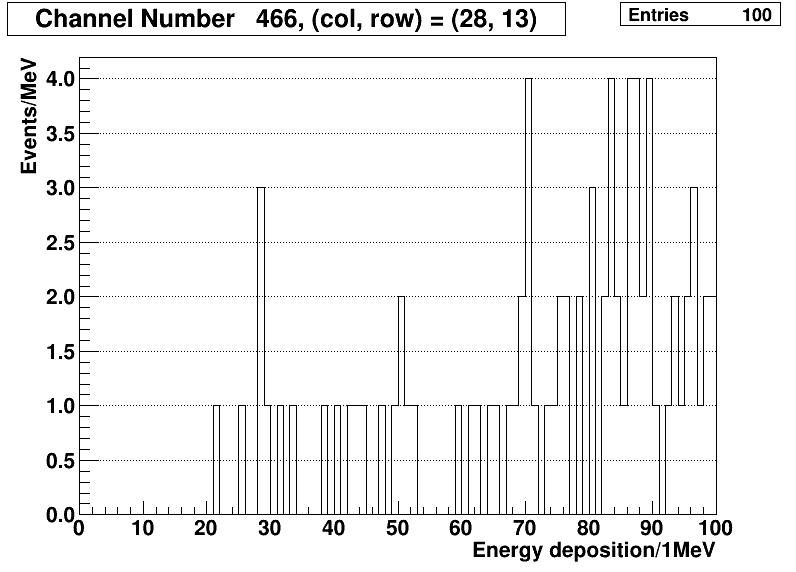 Channel Number 466, (col, row) = (28, 13)
Entries 100
Events/MeV
4.0
3.5
3.0
2.5
2.0
1.5
1.0
0.5
0.0
0 10 20 30 40 50 60 70 80 90 100
Energy deposition/1MeV